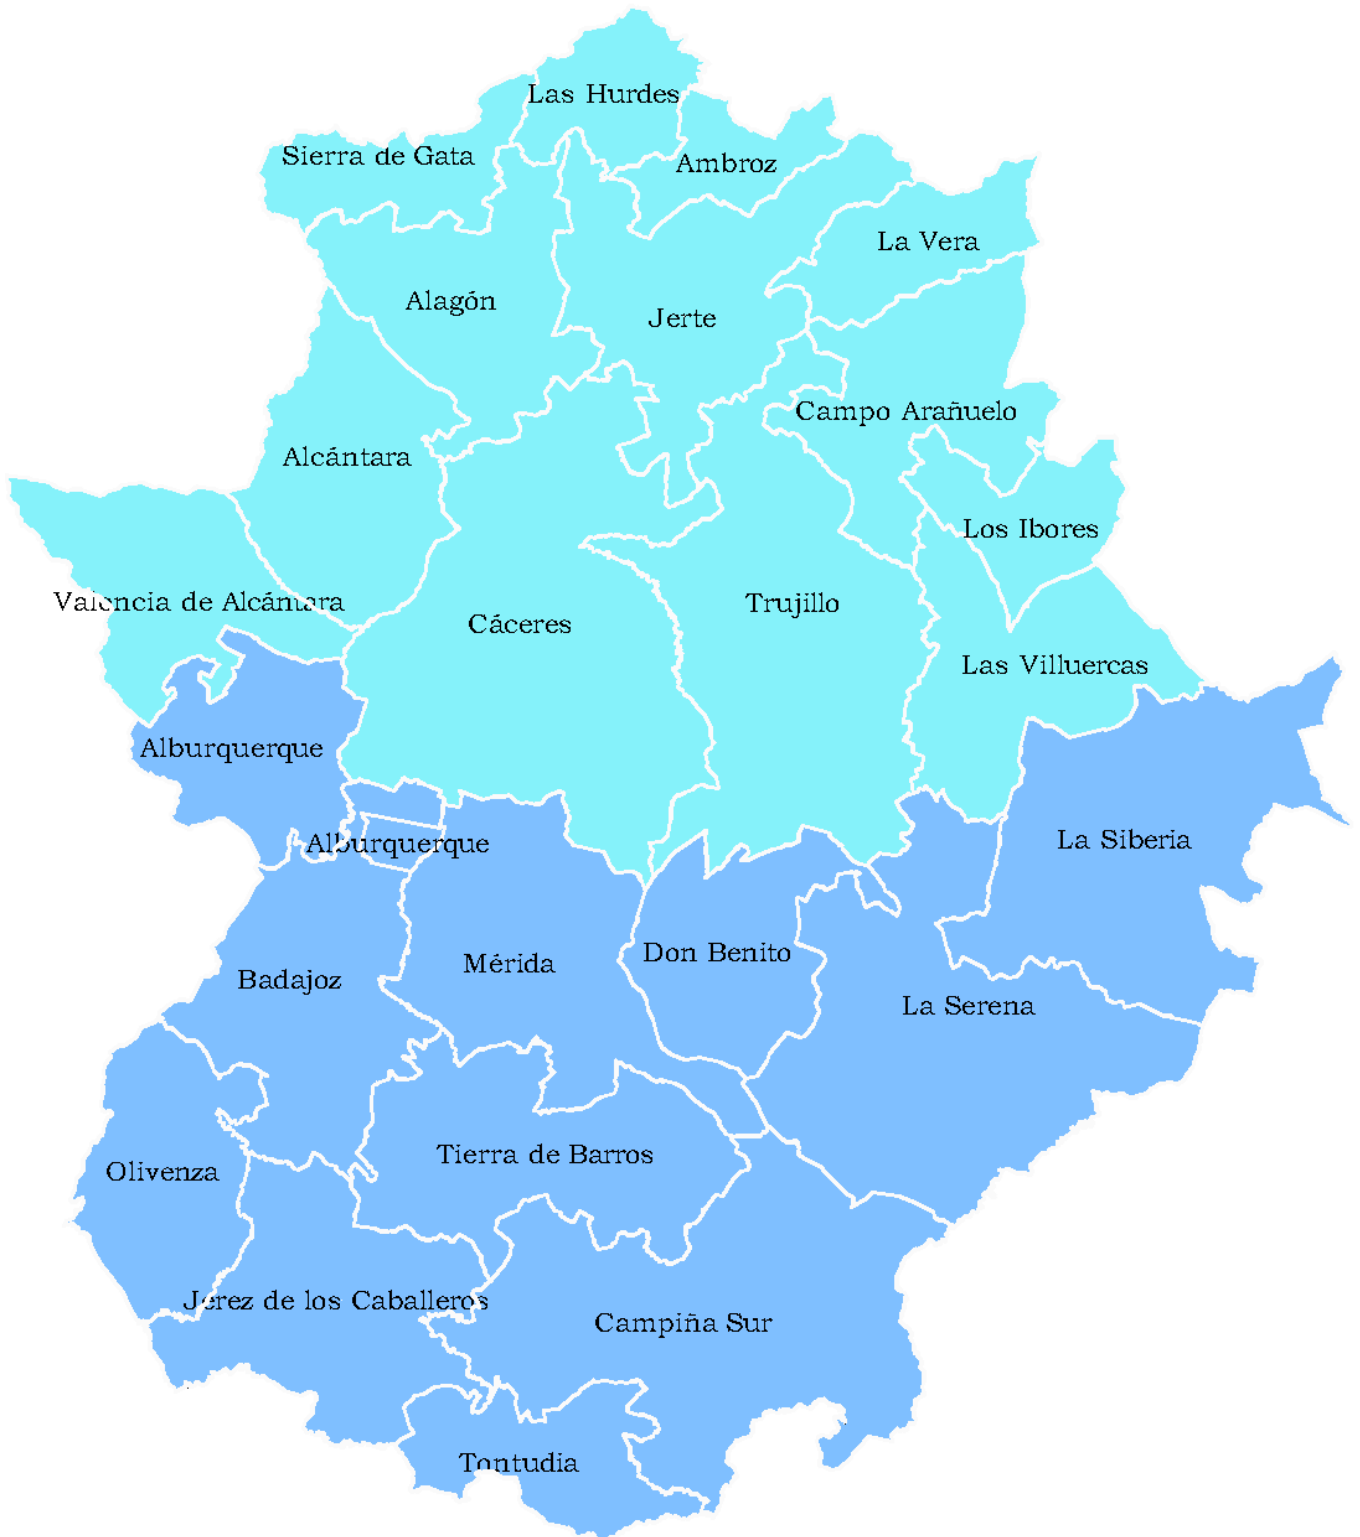 Las Hurdes
Sierra de Gata
Ambroz
La Vera
Alagón
Jerte
Campo Arañuelo
Alcántara
Los Ibores
Valencia de Alcántara
Trujillo
Cáceres
Las Villuercas
Alburquerque
La Siberia
Alburquerque
Don Benito
Mérida
Badajoz
La Serena
Tierra de Barros
Olivenza
Jerez de los Caballeros
Campiña Sur
Tontudia